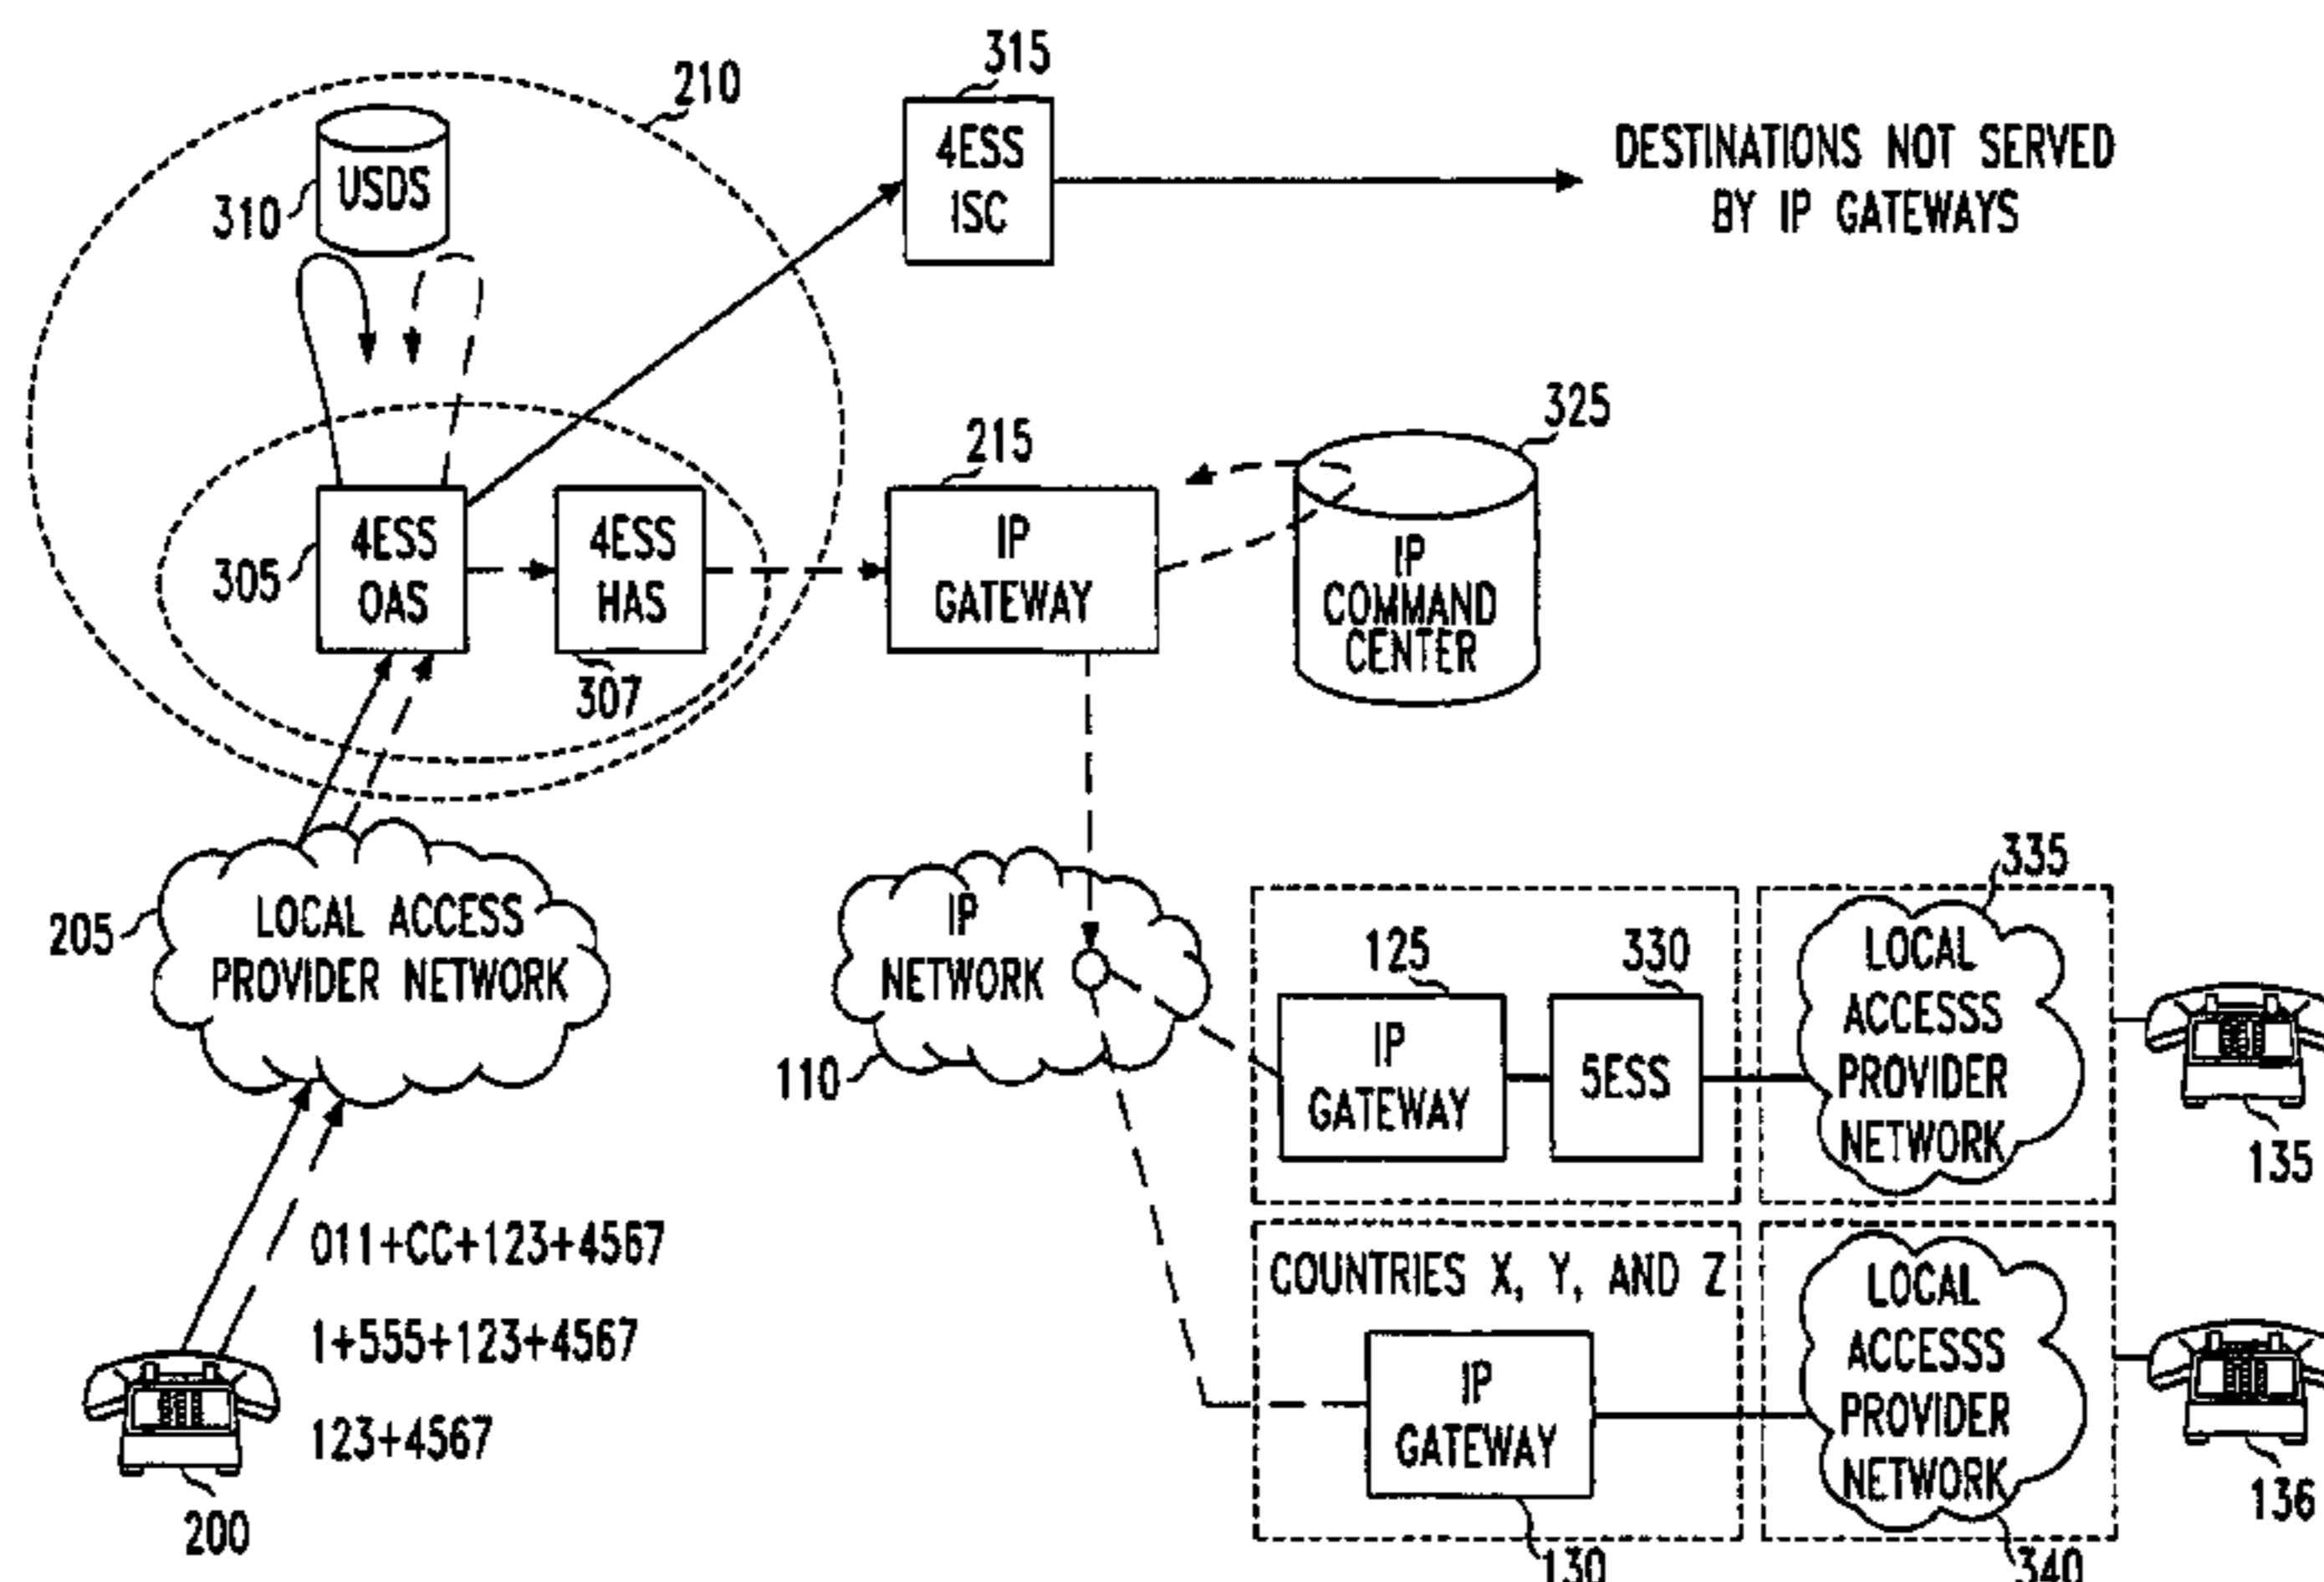 315
210
4ESS
ISC
DESTINATIONS NOT SERVED
BY IP GATEWAYS
USDS
310
325
215
4ESS
OAS
305
4ESS
HAS
307
IP
GATEWAY
IP
COMMAND
CENTER
LOCAL ACCESS
PROVIDER NETWORK
205
IP
NETWORK
110
125
330
335
IP
GATEWAY
5ESS
LOCAL
ACCESSS
PROVIDER
NETWORK
135
011+CC+123+4567
1+555+123+4567
123+4567
200
COUNTRIES X, Y, AND Z
IP
GATEWAY
130
LOCAL
ACCESSS
PROVIDER
NETWORK
340
136